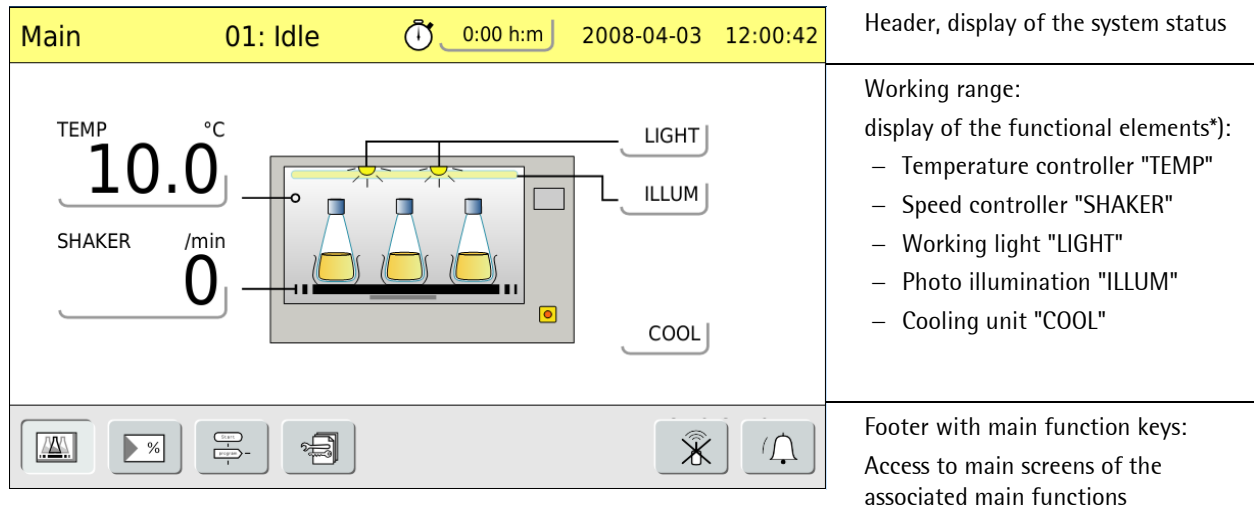 Main 01: Idle 0:00 h:m 2008-04-03 12:00:42
TEMP °C
10.0
SHAKER /min
0
LIGHT
ILLUM
COOL
%
Start
program
Header, display of the system status
Working range:
display of the functional elements*):
– Temperature controller "TEMP"
– Speed controller "SHAKER"
– Working light "LIGHT"
– Photo illumination "ILLUM"
– Cooling unit "COOL"
Footer with main function keys:
Access to main screens of the
associated main functions